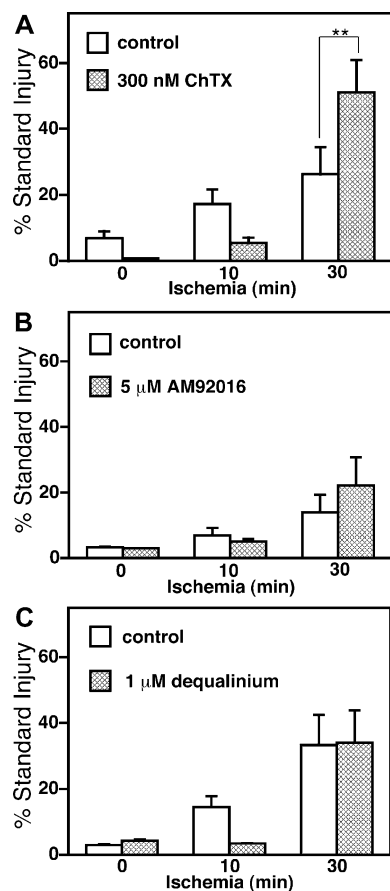 A
control
300 nM ChTX
**
60
40
20
0
% Standard Injury
0 10 30
Ischemia (min)
B
control
5 μM AM92016
60
40
20
0
% Standard Injury
0 10 30
Ischemia (min)
C
control
1 μM dequalinium
60
40
20
0
% Standard Injury
0 10 30
Ischemia (min)